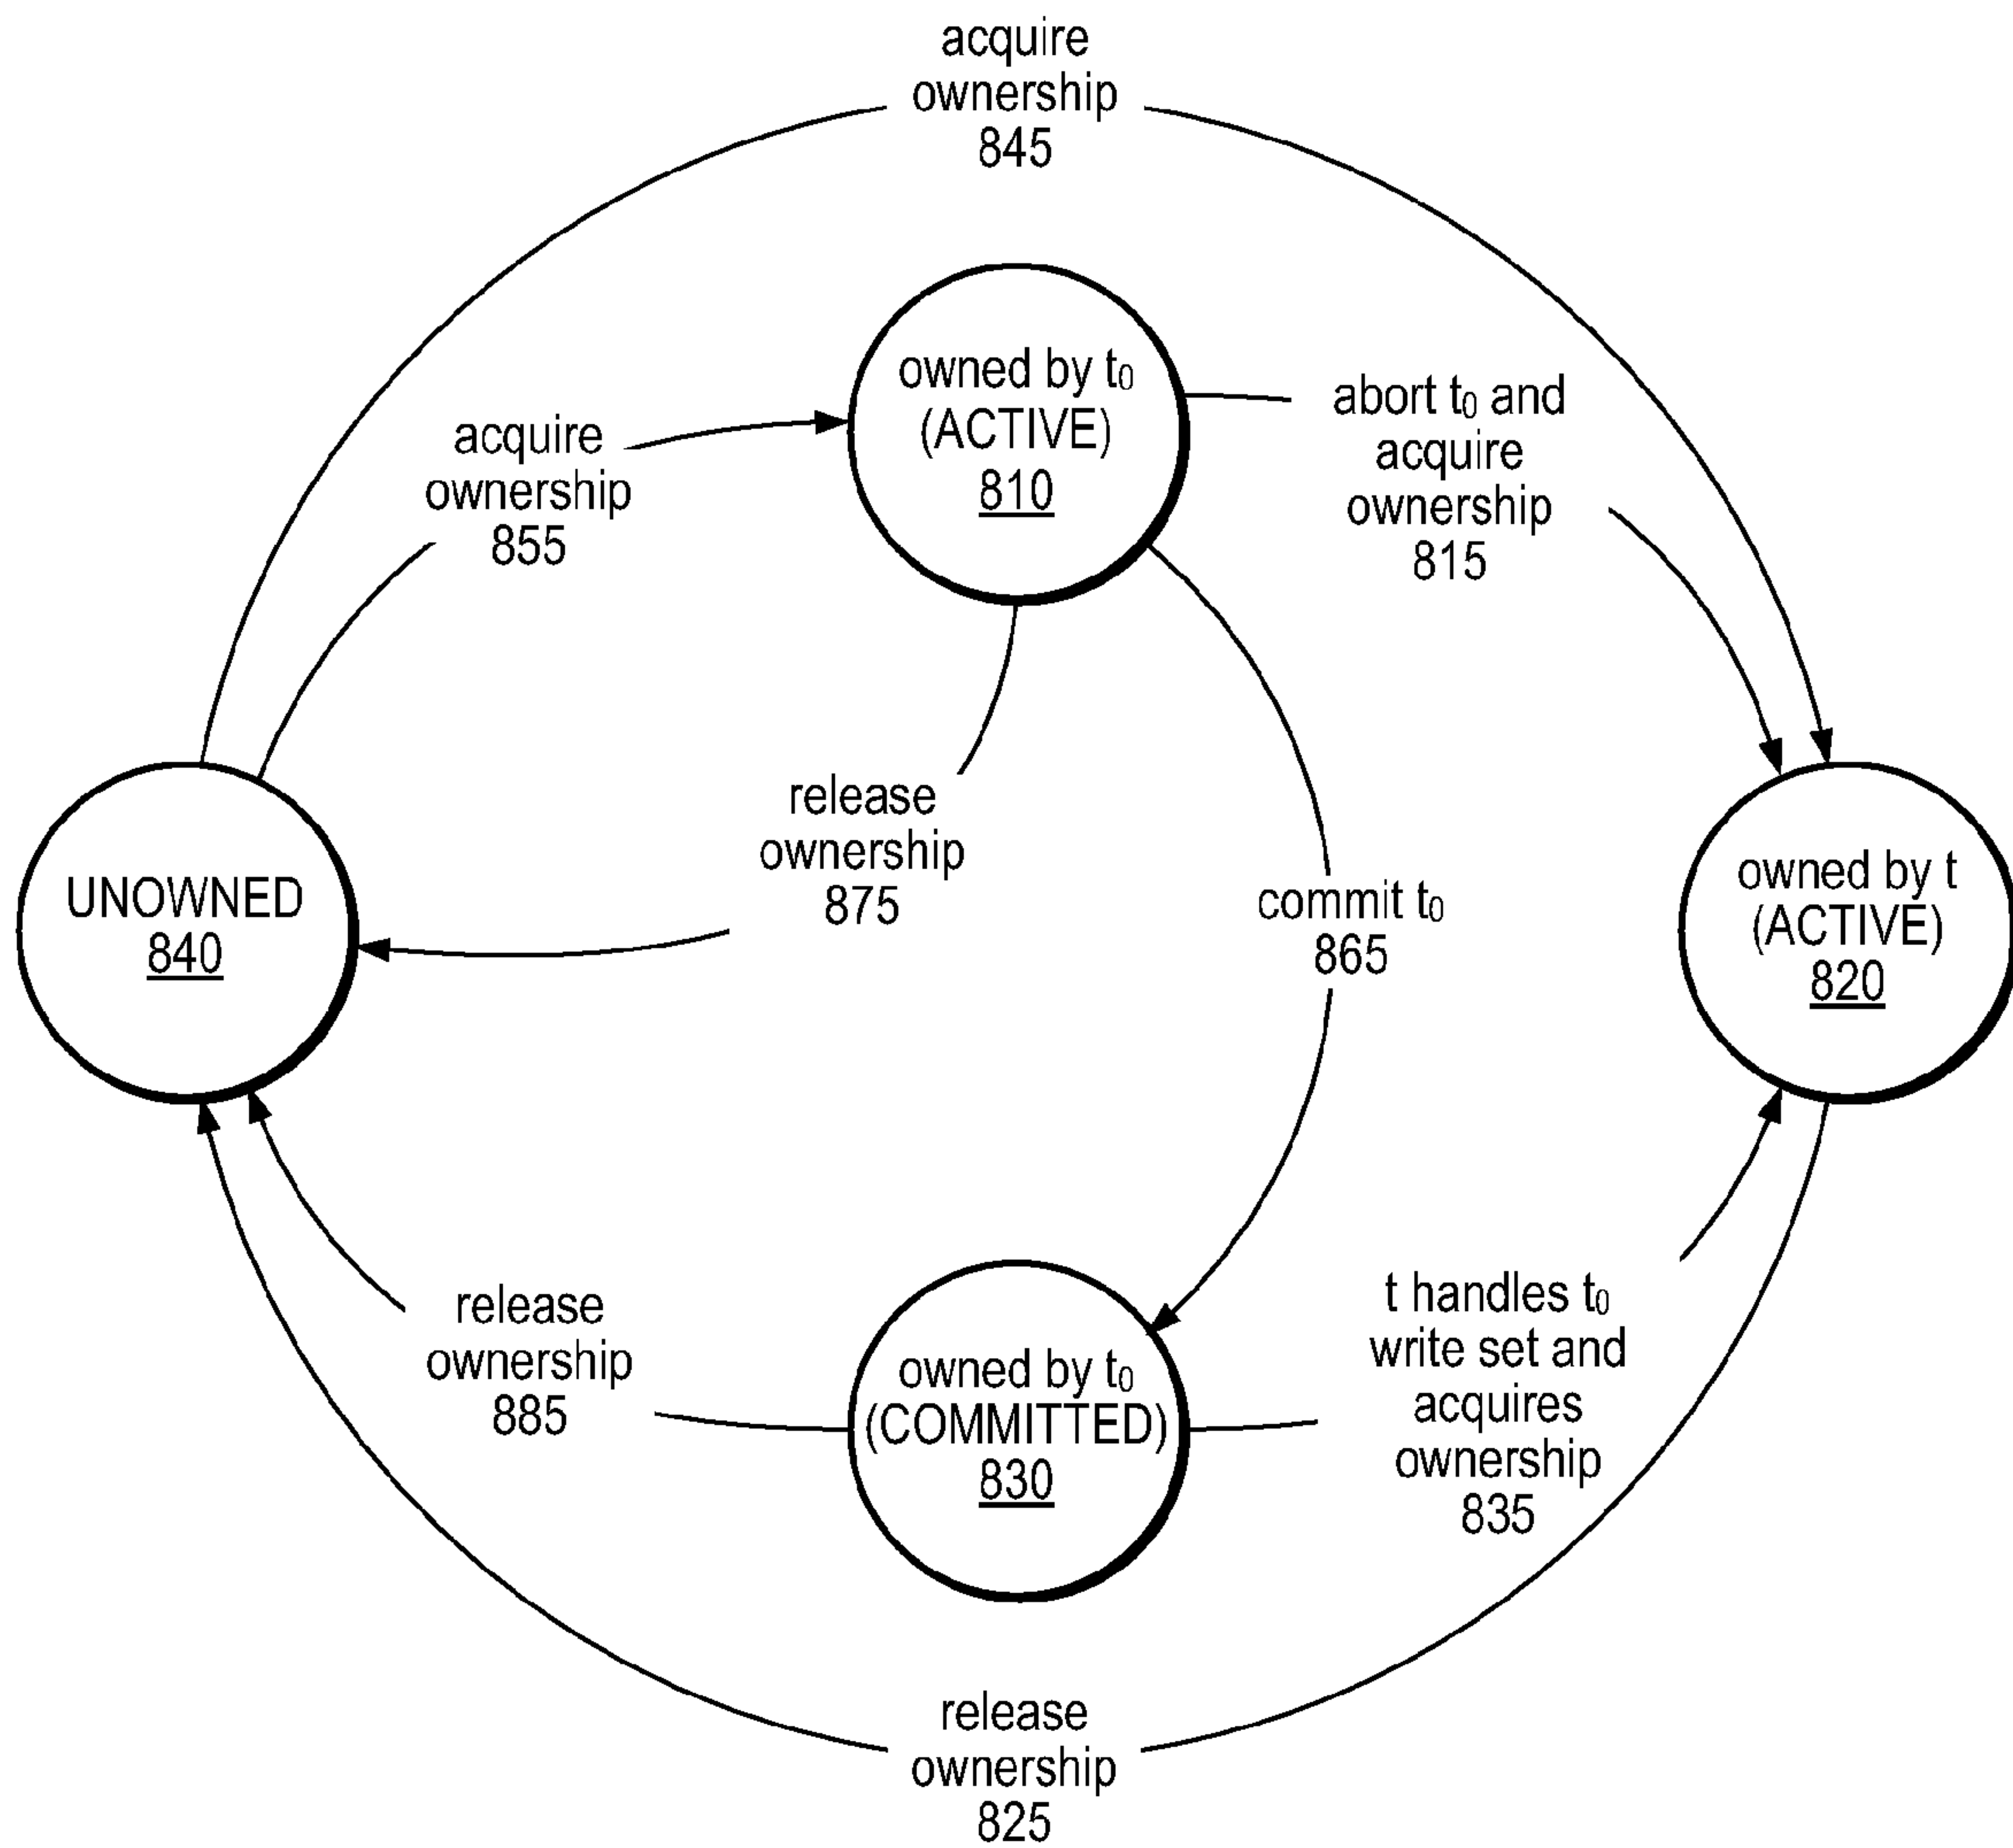 acquire
ownership
845
owned by t₀
(ACTIVE)
810
abort t₀ and
acquire
ownership
815
acquire
ownership
855
release
ownership
875
UNOWNED
840
commit t₀
865
owned by t
(ACTIVE)
820
release
ownership
885
owned by t₀
(COMMITTED)
830
t handles t₀
write set and
acquires
ownership
835
release
ownership
825